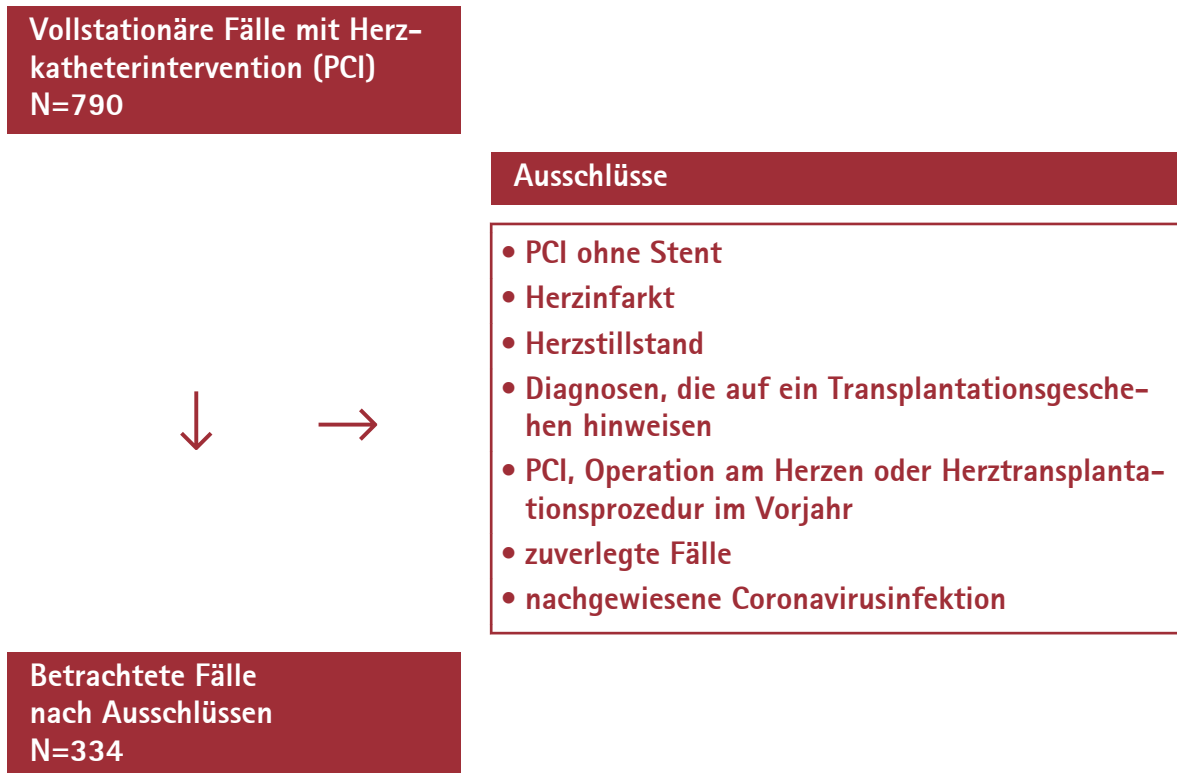 Vollstationäre Fälle mit Herz-
katheterintervention (PCI)
N=790
Ausschlüsse
• PCI ohne Stent
• Herzinfarkt
• Herzstillstand
• Diagnosen, die auf ein Transplantationsgesche-
hen hinweisen
• PCI, Operation am Herzen oder Herztransplanta-
tionsprozedur im Vorjahr
• zuverlegte Fälle
• nachgewiesene Coronavirusinfektion
Betrachtete Fälle
nach Ausschlüssen
N=334